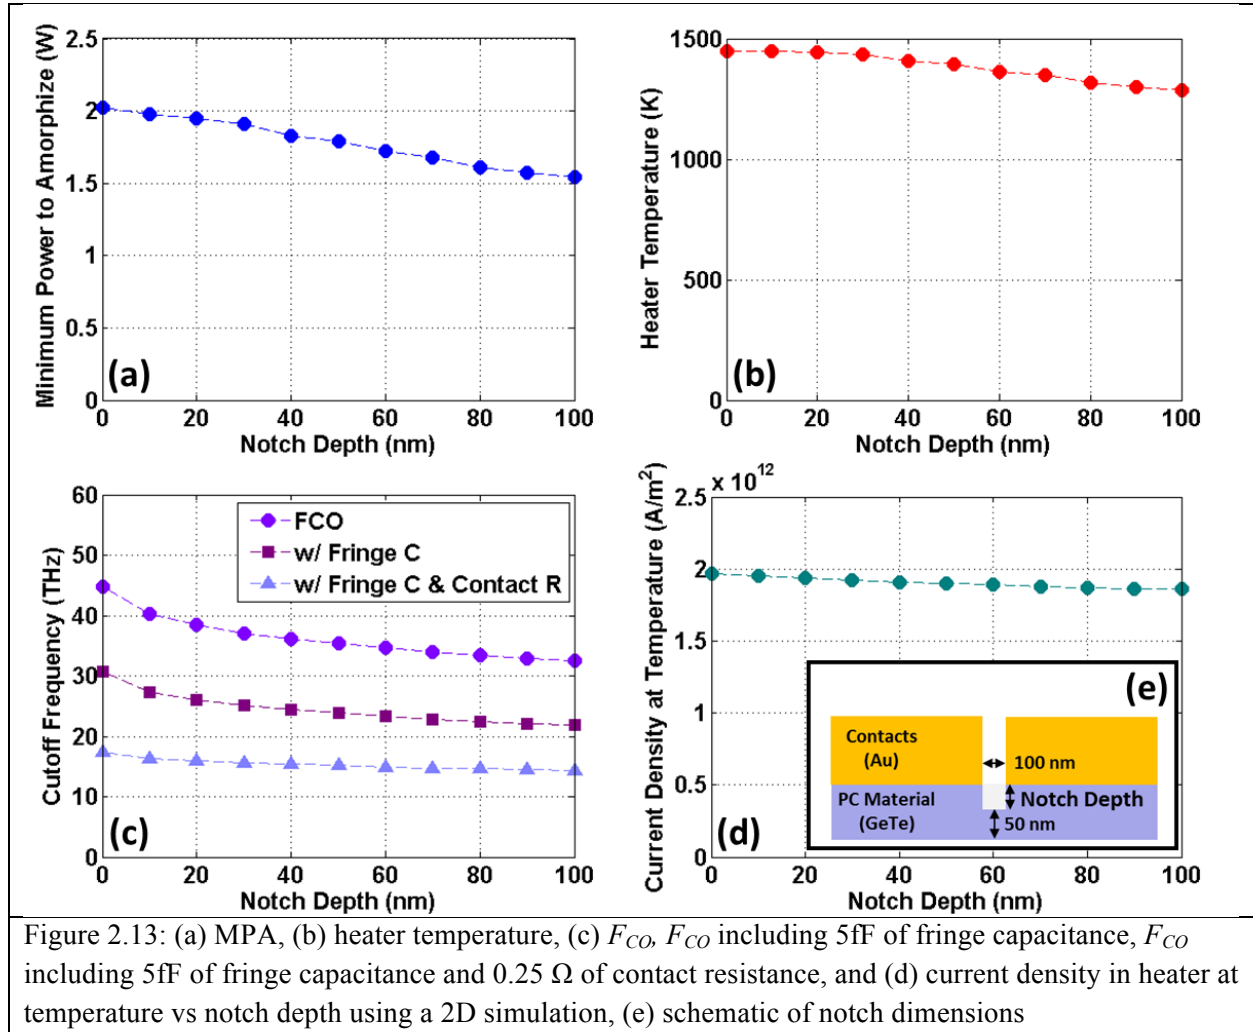 2.5
2
1.5
1
0.5
0
0 20 40 60 80 100
Minimum Power to Amorphize (W)
Notch Depth (nm)
(a)
1500
1000
500
0
0 20 40 60 80 100
Heater Temperature (K)
Notch Depth (nm)
(b)
60
50
40
30
20
10
0
0 20 40 60 80 100
Cutoff Frequency (THz)
Notch Depth (nm)
FCO
w/ Fringe C
w/ Fringe C & Contact R
(c)
x 10¹²
2.5
2
1.5
1
0.5
0
0 20 40 60 80 100
Current Density at Temperature (A/m²)
Notch Depth (nm)
(d)
(e)
Contacts
(Au)
100 nm
PC Material
(GeTe)
Notch Depth
50 nm
Figure 2.13: (a) MPA, (b) heater temperature, (c) F_CO, F_CO including 5fF of fringe capacitance, F_CO
including 5fF of fringe capacitance and 0.25 Ω of contact resistance, and (d) current density in heater at
temperature vs notch depth using a 2D simulation, (e) schematic of notch dimensions